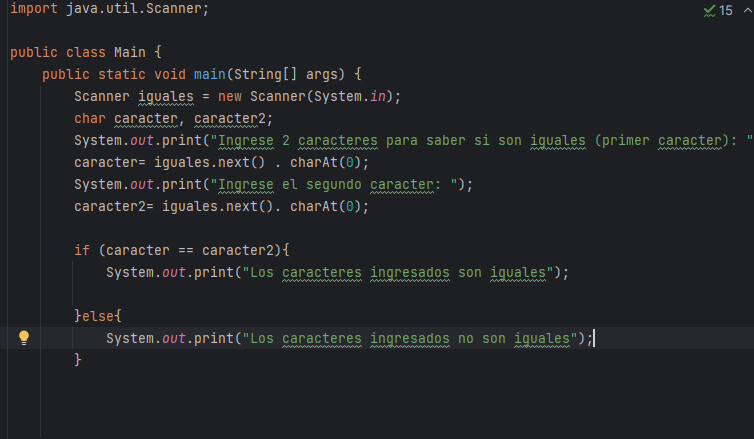 import java.util.Scanner;
15
public class Main {
public static void main(String[] args) {
Scanner iguales = new Scanner(System.in);
char caracter, caracter2;
System.out.print("Ingrese 2 caracteres para saber si son iguales (primer caracter): "
caracter= iguales.next() . charAt(0);
System.out.print("Ingrese el segundo caracter: ");
caracter2= iguales.next(). charAt(0);
if (caracter == caracter2){
System.out.print("Los caracteres ingresados son iguales");
}else{
System.out.print("Los caracteres ingresados no son iguales");
}